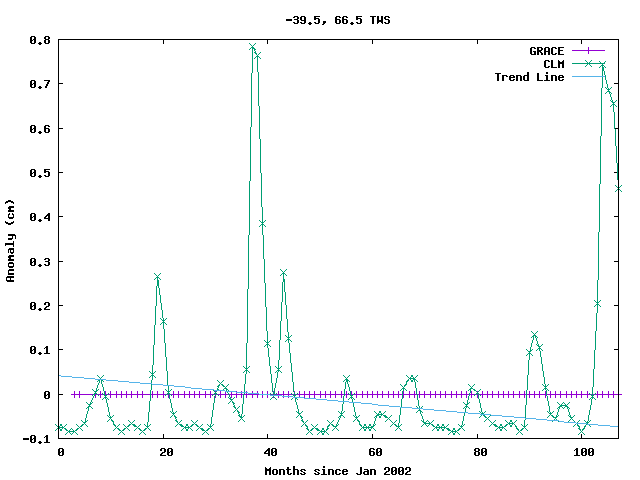 -39.5, 66.5 TWS
GRACE
CLM
Trend Line
0.8
0.7
0.6
0.5
0.4
0.3
0.2
0.1
0
-0.1
Anomaly (cm)
0 20 40 60 80 100
Months since Jan 2002